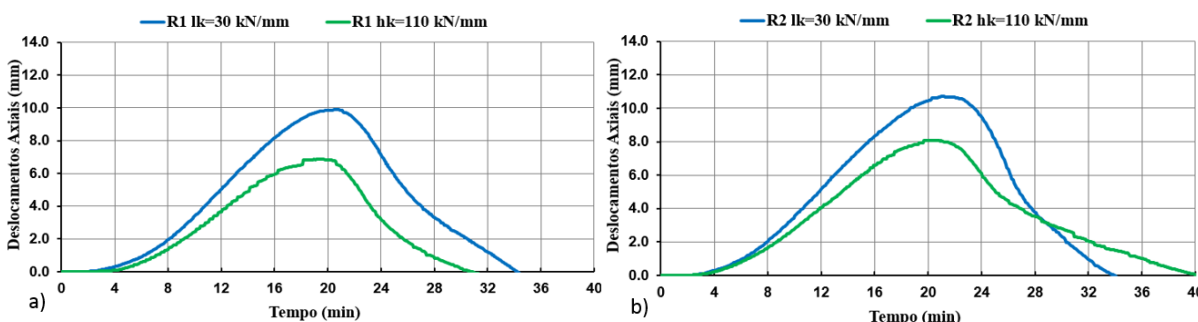 R1 lk=30 kN/mm R1 hk=110 kN/mm
14.0
12.0
10.0
8.0
6.0
4.0
2.0
0.0
Deslocamentos Axiais (mm)
0 4 8 12 16 20 24 28 32 36 40
a)
Tempo (min)
R2 lk=30 kN/mm R2 hk=110 kN/mm
14.0
12.0
10.0
8.0
6.0
4.0
2.0
0.0
Deslocamentos Axiais (mm)
0 4 8 12 16 20 24 28 32 36 40
b)
Tempo (min)